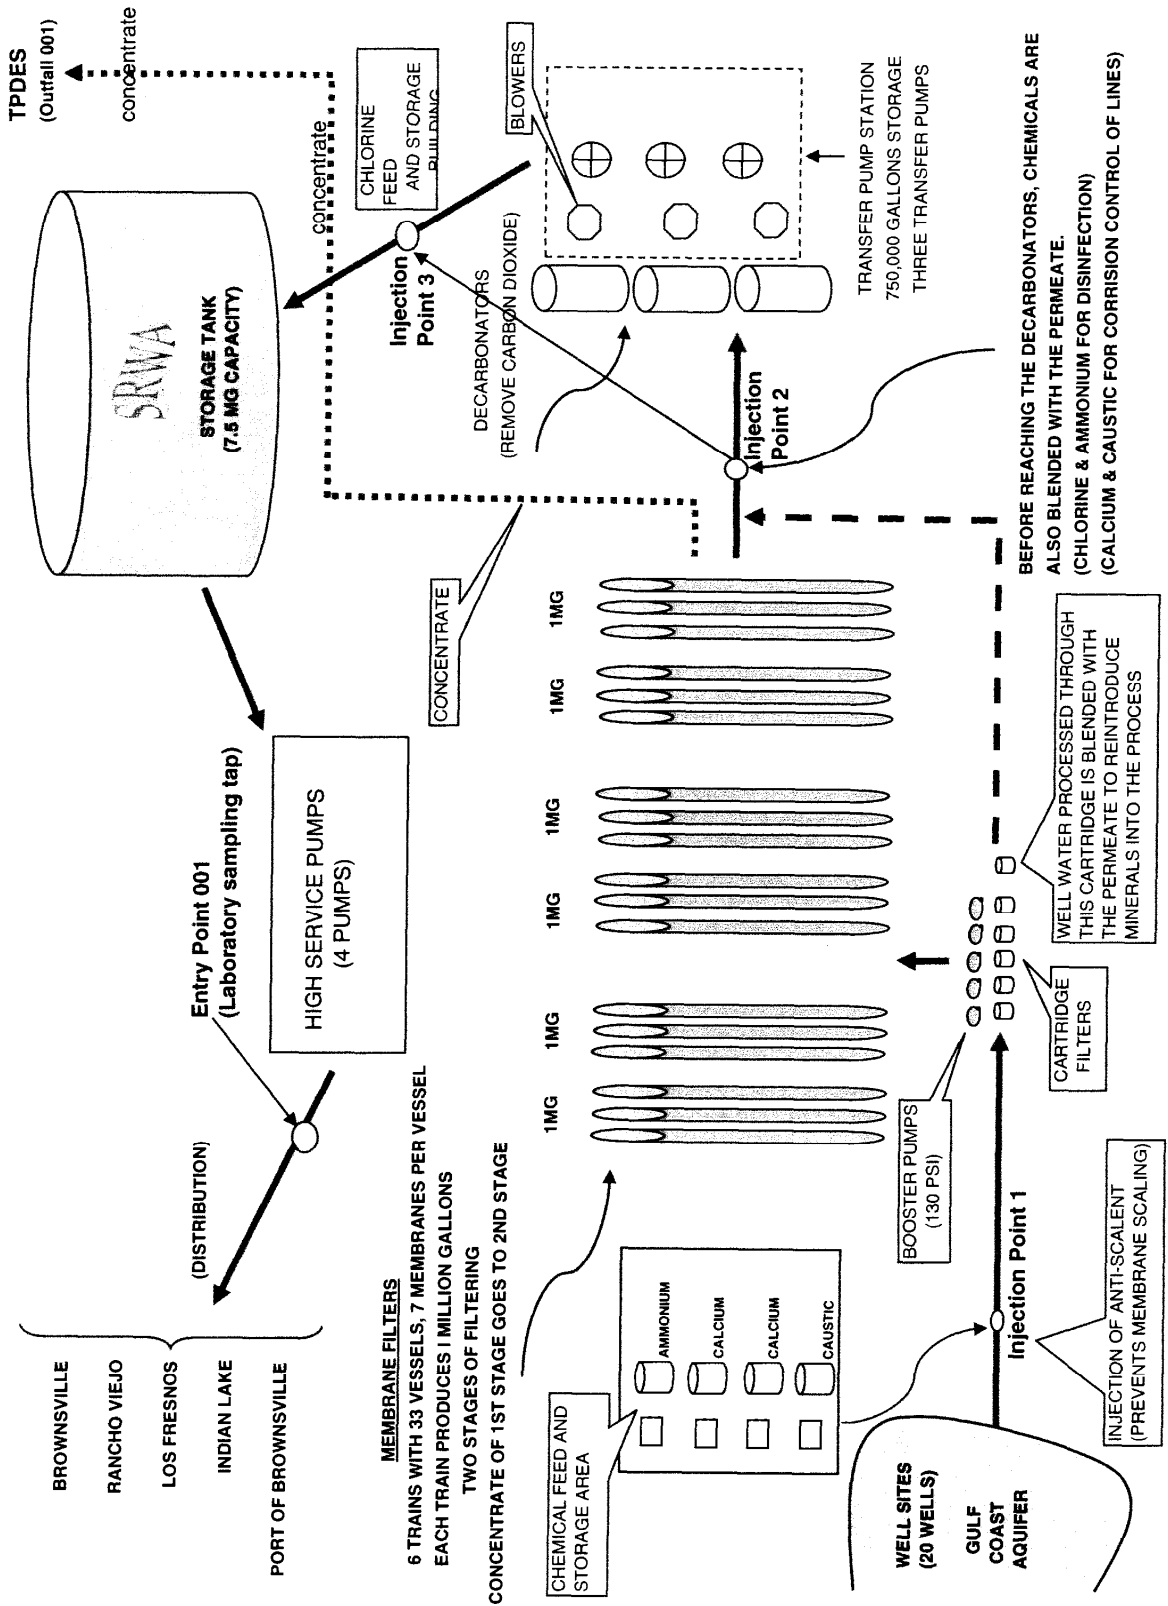 BROWNSVILLE
RANCHO VIEJO
LOS FRESNOS
INDIAN LAKE
PORT OF BROWNSVILLE
(DISTRIBUTION)
Entry Point 001
(Laboratory sampling tap)
HIGH SERVICE PUMPS
(4 PUMPS)
SRWA
STORAGE TANK
(7.5 MG CAPACITY)
TPDES
(Outfall 001)
concentrate
concentrate
MEMBRANE FILTERS
6 TRAINS WITH 33 VESSELS, 7 MEMBRANES PER VESSEL
EACH TRAIN PRODUCES I MILLION GALLONS
TWO STAGES OF FILTERING
CONCENTRATE OF 1ST STAGE GOES TO 2ND STAGE
CONCENTRATE
Injection
Point 3
CHLORINE
FEED
AND STORAGE
BUILDING
DECARBONATORS
(REMOVE CARBON DIOXIDE)
BLOWERS
1MG
1MG
1MG
1MG
1MG
1MG
CHEMICAL FEED AND
STORAGE AREA
AMMONIUM
CALCIUM
CALCIUM
CAUSTIC
Injection
Point 2
TRANSFER PUMP STATION
750,000 GALLONS STORAGE
THREE TRANSFER PUMPS
WELL SITES
(20 WELLS)
GULF
COAST
AQUIFER
BOOSTER PUMPS
(130 PSI)
Injection Point 1
CARTRIDGE
FILTERS
INJECTION OF ANTI-SCALENT
(PREVENTS MEMBRANE SCALING)
WELL WATER PROCESSED THROUGH
THIS CARTRIDGE IS BLENDED WITH
THE PERMEATE TO REINTRODUCE
MINERALS INTO THE PROCESS
BEFORE REACHING THE DECARBONATORS, CHEMICALS ARE
ALSO BLENDED WITH THE PERMEATE.
(CHLORINE & AMMONIUM FOR DISINFECTION)
(CALCIUM & CAUSTIC FOR CORRISION CONTROL OF LINES)